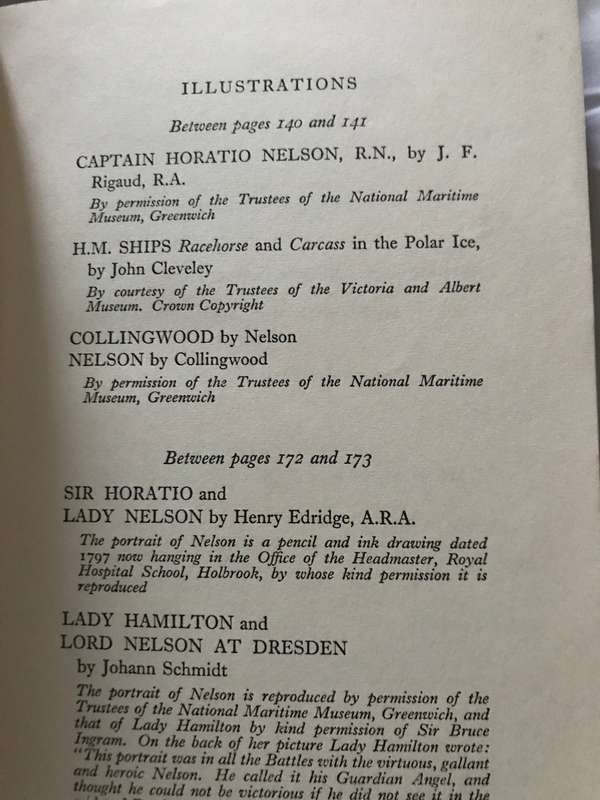 ILLUSTRATIONS
Between pages 140 and 141
CAPTAIN HORATIO NELSON, R.N., by J. F.
Rigaud, R.A.
By permission of the Trustees of the National Maritime
Museum, Greenwich
H.M. SHIPS Racehorse and Carcass in the Polar Ice,
by John Cleveley
By courtesy of the Trustees of the Victoria and Albert
Museum. Crown Copyright
COLLINGWOOD by Nelson
NELSON by Collingwood
By permission of the Trustees of the National Maritime
Museum, Greenwich
Between pages 172 and 173
SIR HORATIO and
LADY NELSON by Henry Edridge, A.R.A.
The portrait of Nelson is a pencil and ink drawing dated
1797 now hanging in the Office of the Headmaster, Royal
Hospital School, Holbrook, by whose kind permission it is
reproduced
LADY HAMILTON and
LORD NELSON AT DRESDEN
by Johann Schmidt
The portrait of Nelson is reproduced by permission of the
Trustees of the National Maritime Museum, Greenwich, and
that of Lady Hamilton by kind permission of Sir Bruce
Ingram. On the back of her picture Lady Hamilton wrote:
"This portrait was in all the Battles with the virtuous, gallant
and heroic Nelson. He called it his Guardian Angel, and
thought he could not be victorious if he did not see it in the